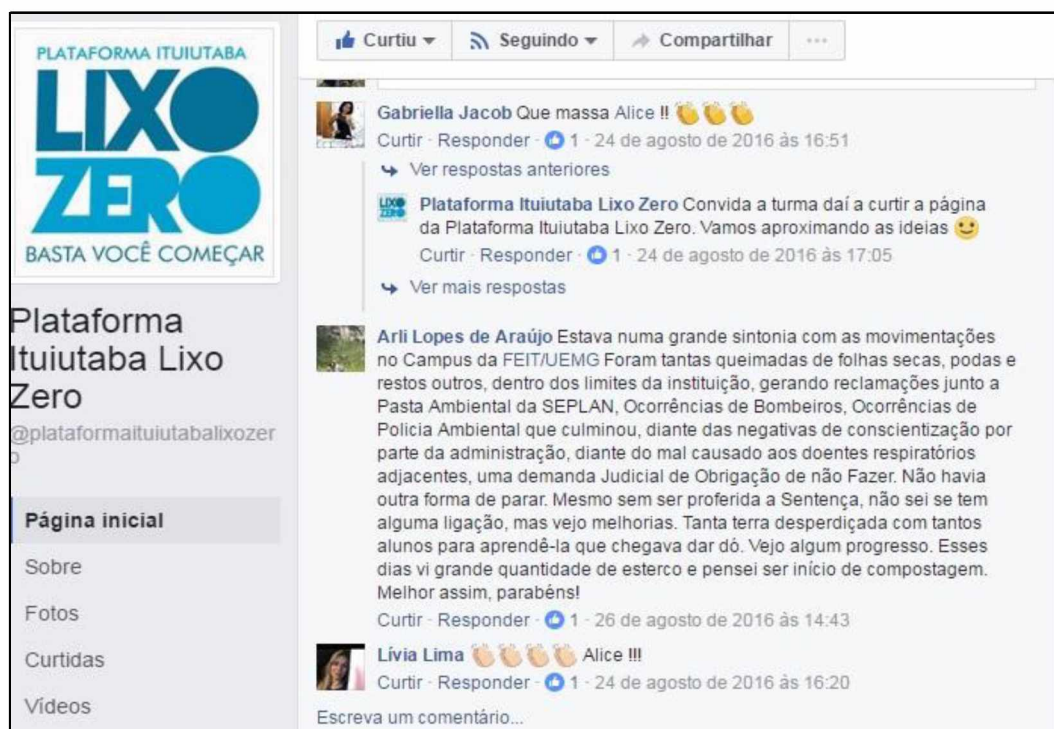 PLATAFORMA ITUIUTABA
LIXO
ZERO
BASTA VOCÊ COMEÇAR
Plataforma
Ituiutaba Lixo
Zero
@plataformaituiutabalixozer
o
Página inicial
Sobre
Fotos
Curtidas
Vídeos
Curtiu Seguindo Compartilhar ...
Gabriella Jacob Que massa Alice !!
Curtir · Responder · 1 · 24 de agosto de 2016 às 16:51
Ver respostas anteriores
LIXO
ZERO
Plataforma Ituiutaba Lixo Zero Convida a turma daí a curtir a página
da Plataforma Ituiutaba Lixo Zero. Vamos aproximando as ideias
Curtir · Responder · 1 · 24 de agosto de 2016 às 17:05
Ver mais respostas
Arli Lopes de Araújo Estava numa grande sintonia com as movimentações
no Campus da FEIT/UEMG Foram tantas queimadas de folhas secas, podas e
restos outros, dentro dos limites da instituição, gerando reclamações junto a
Pasta Ambiental da SEPLAN, Ocorrências de Bombeiros, Ocorrências de
Policia Ambiental que culminou, diante das negativas de conscientização por
parte da administração, diante do mal causado aos doentes respiratórios
adjacentes, uma demanda Judicial de Obrigação de não Fazer. Não havia
outra forma de parar. Mesmo sem ser proferida a Sentença, não sei se tem
alguma ligação, mas vejo melhorias. Tanta terra desperdiçada com tantos
alunos para aprendê-la que chegava dar dó. Vejo algum progresso. Esses
dias vi grande quantidade de esterco e pensei ser início de compostagem.
Melhor assim, parabéns!
Curtir · Responder · 1 · 26 de agosto de 2016 às 14:43
Lívia Lima Alice !!!
Curtir · Responder · 1 · 24 de agosto de 2016 às 16:20
Escreva um comentário...